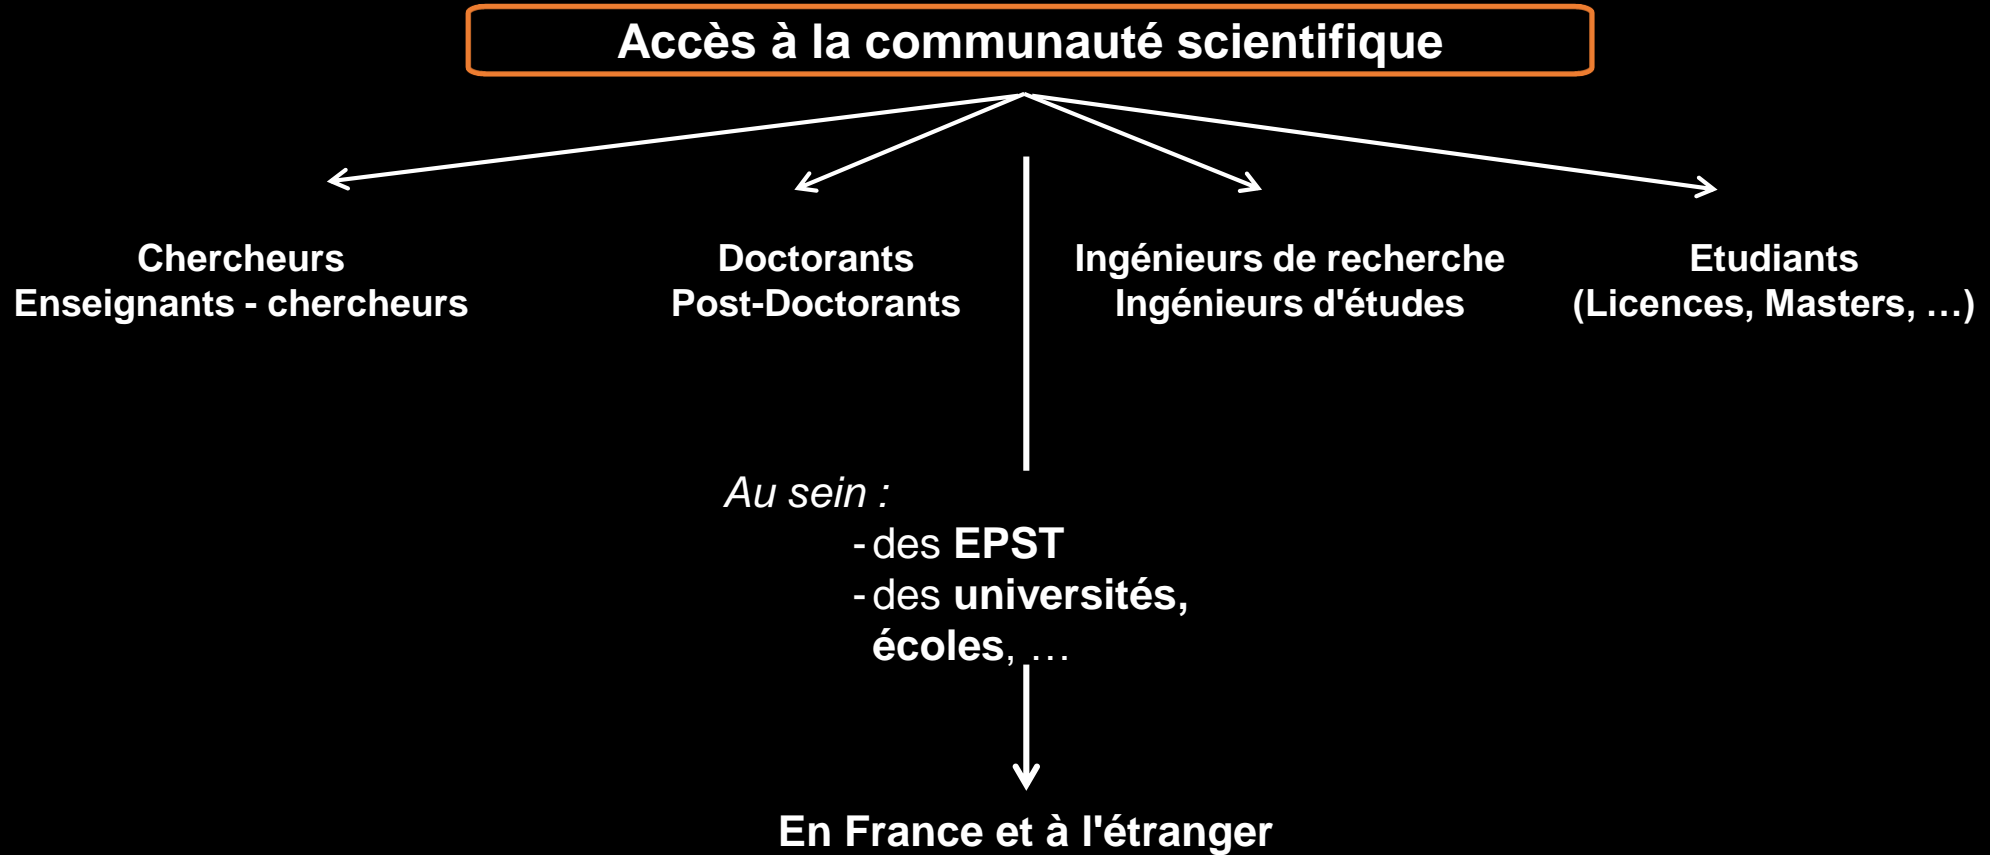 Accès à la communauté scientifique
Chercheurs
Enseignants - chercheurs
Doctorants
Post-Doctorants
Ingénieurs de recherche
Ingénieurs d'études
Etudiants
(Licences, Masters, …)
Au sein :
- des EPST
- des universités,
écoles, …
En France et à l'étranger